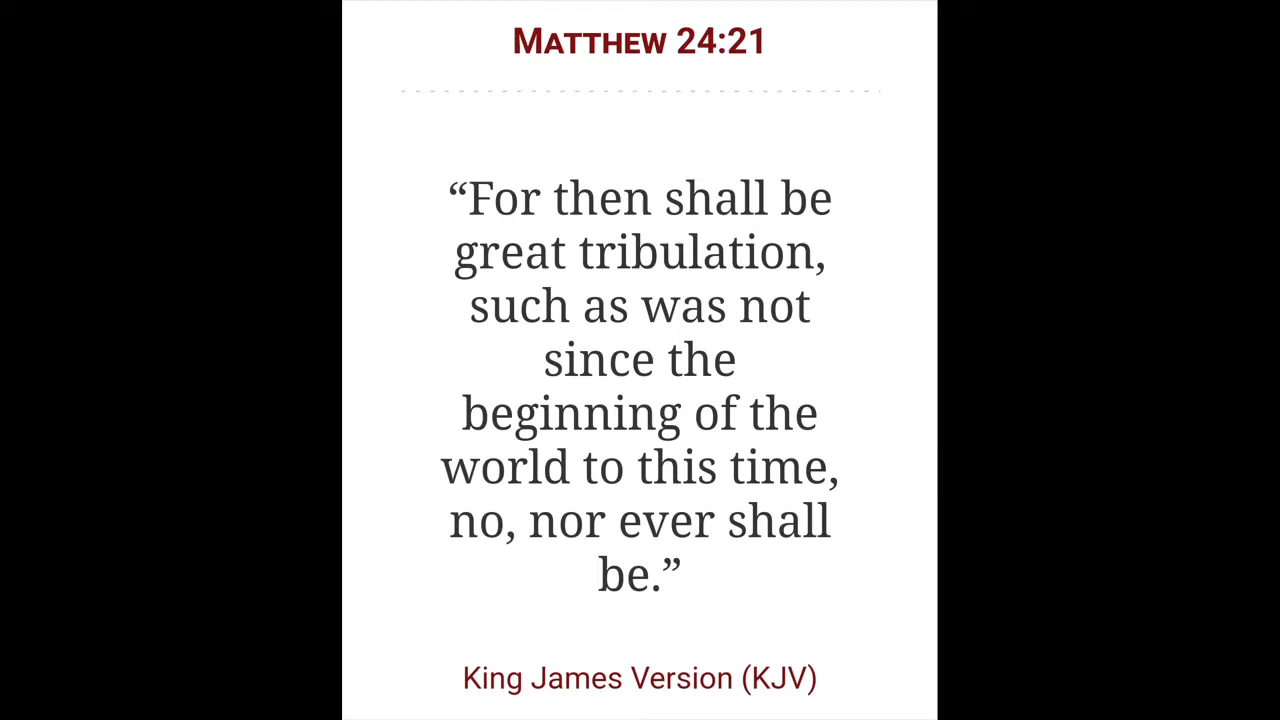 Matthew 24:21
“For then shall be
great tribulation,
such as was not
since the
beginning of the
world to this time,
no, nor ever shall
be.”
King James Version (KJV)